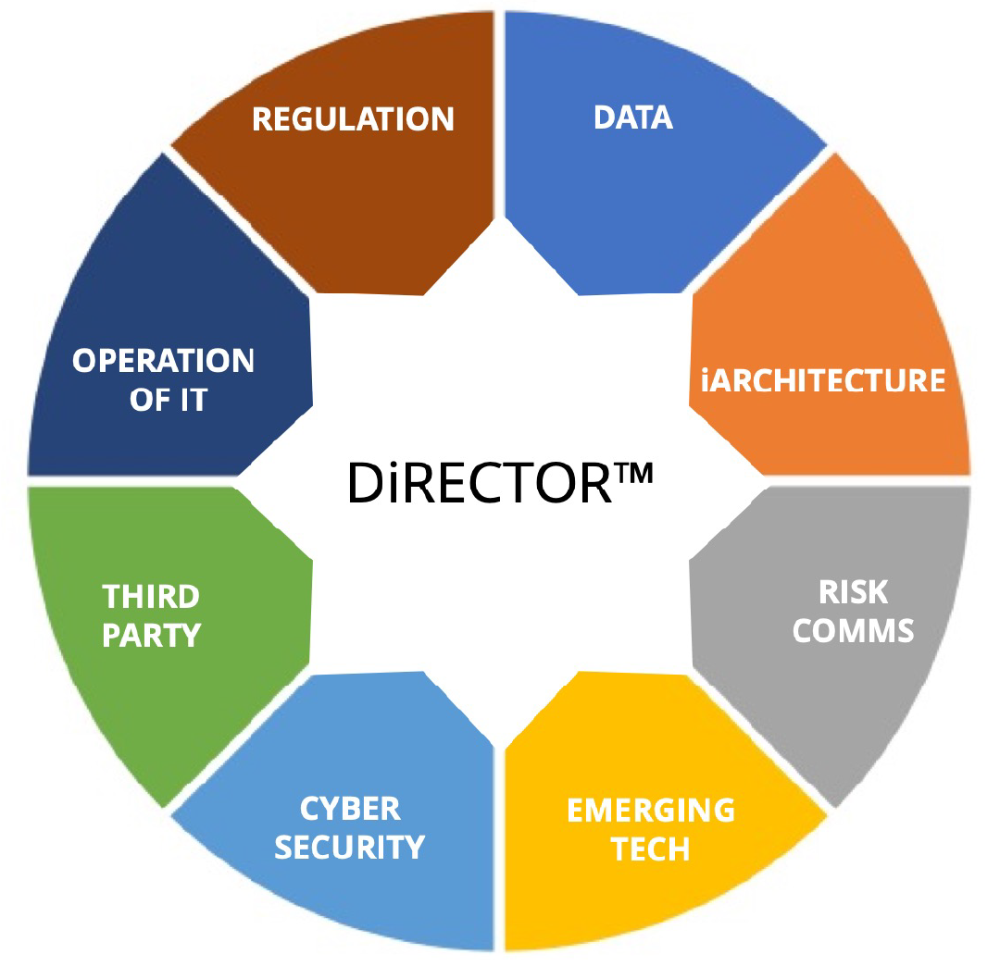 REGULATION
DATA
OPERATION
OF IT
iARCHITECTURE
DiRECTOR™
THIRD
PARTY
RISK
COMMS
CYBER
SECURITY
EMERGING
TECH